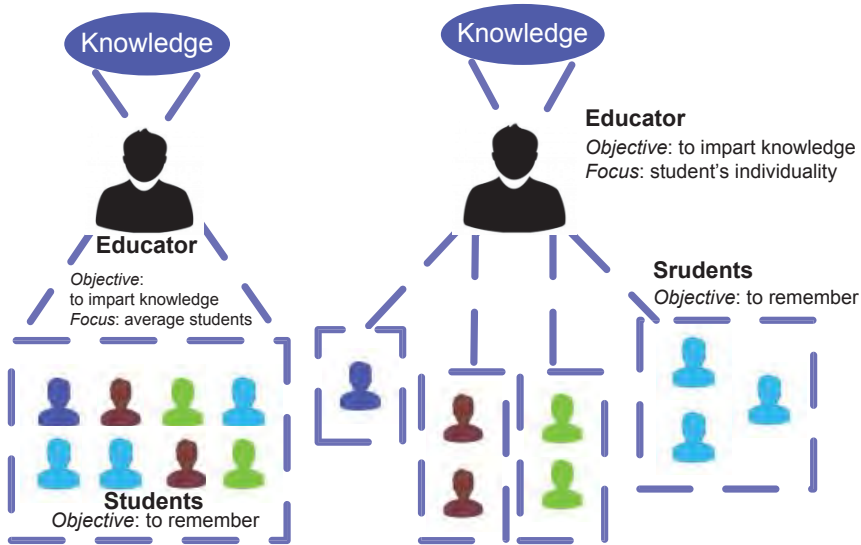 Knowledge
Educator
Objective:
to impart knowledge
Focus: average students
Students
Objective: to remember
Knowledge
Educator
Objective: to impart knowledge
Focus: student's individuality
Srudents
Objective: to remember